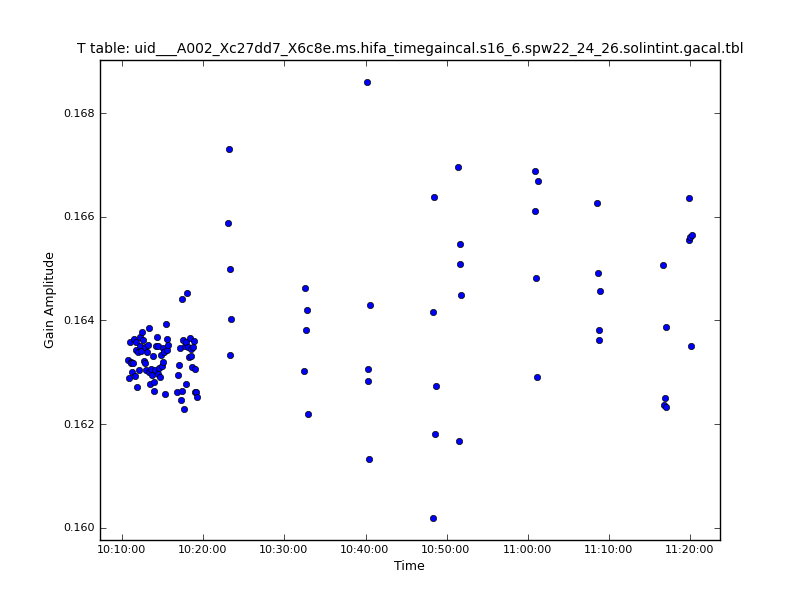 T table: uid___A002_Xc27dd7_X6c8e.ms.hifa_timegaincal.s16_6.spw22_24_26.solintint.gacal.tbl
Gain Amplitude
0.168
0.166
0.164
0.162
0.160
10:10:00 10:20:00 10:30:00 10:40:00 10:50:00 11:00:00 11:10:00 11:20:00
Time